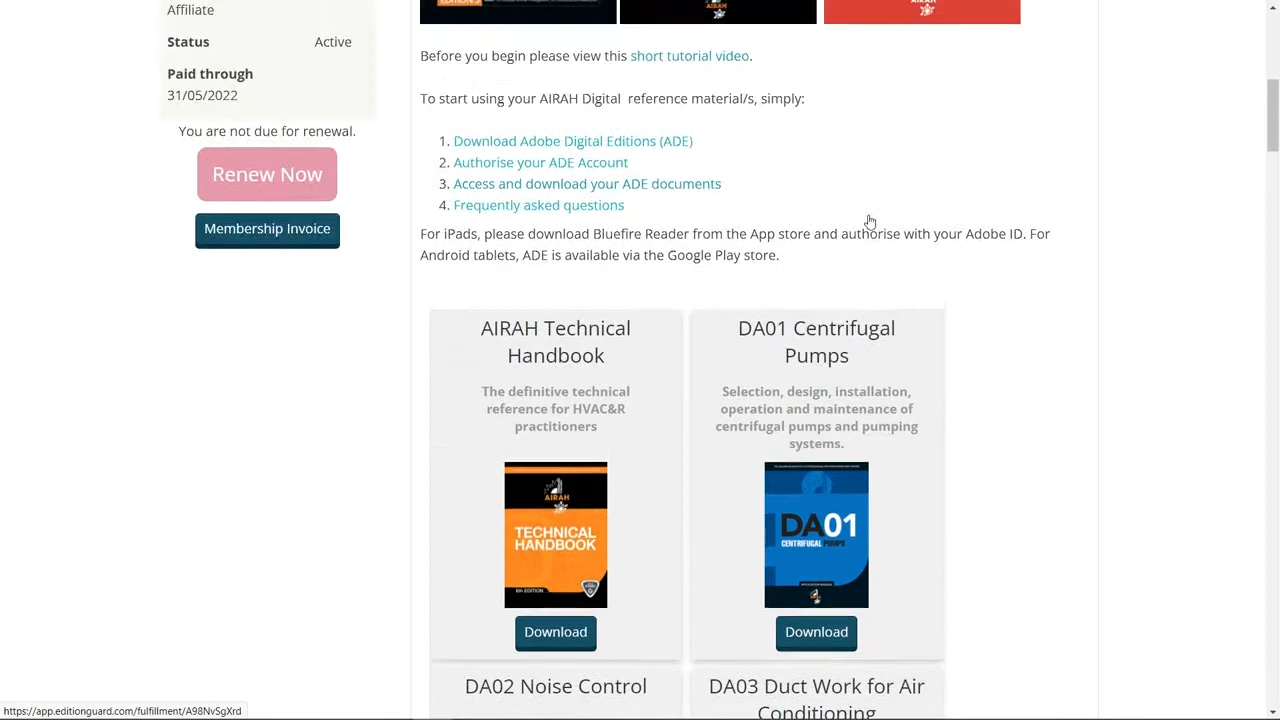 Affiliate
Status Active
Paid through
31/05/2022
You are not due for renewal.
Renew Now
Membership Invoice
AIRAH
Before you begin please view this short tutorial video.
To start using your AIRAH Digital reference material/s, simply:
1. Download Adobe Digital Editions (ADE)
2. Authorise your ADE Account
3. Access and download your ADE documents
4. Frequently asked questions
For iPads, please download Bluefire Reader from the App store and authorise with your Adobe ID. For
Android tablets, ADE is available via the Google Play store.
AIRAH Technical
Handbook
The definitive technical
reference for HVAC&R
practitioners
AIRAH
TECHNICAL
HANDBOOK
6th EDITION
Download
DA01 Centrifugal
Pumps
Selection, design, installation,
operation and maintenance of
centrifugal pumps and pumping
systems.
DA01
CENTRIFUGAL PUMPS
Download
DA02 Noise Control
DA03 Duct Work for Air
Conditioning
https://app.editionguard.com/fulfillment/A98NvSgXrd